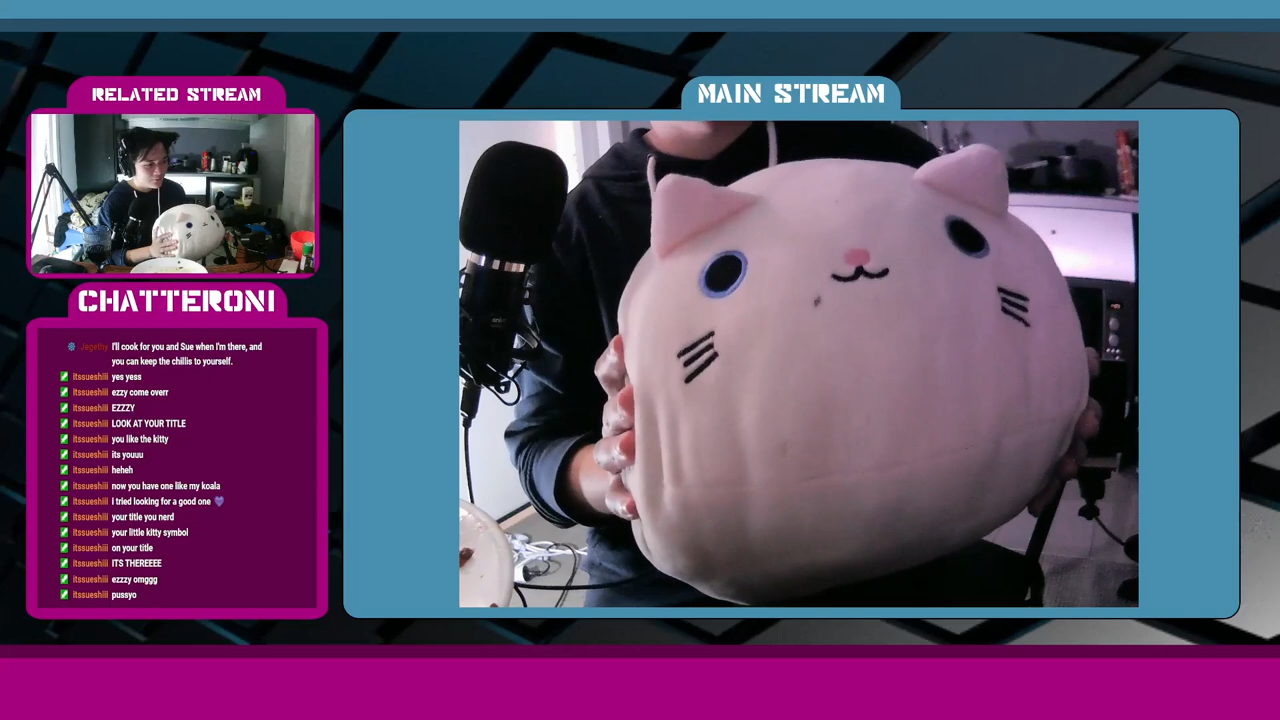 RELATED STREAM
MAIN STREAM
CHATTERONI
Jegethy I'll cook for you and Sue when I'm there, and
you can keep the chillis to yourself.
itssueshiii yes yess
itssueshiii ezzy come overr
itssueshiii EZZZY
itssueshiii LOOK AT YOUR TITLE
itssueshiii you like the kitty
itssueshiii its youuu
itssueshiii heheh
itssueshiii now you have one like my koala
itssueshiii i tried looking for a good one 💜
itssueshiii your title you nerd
itssueshiii your little kitty symbol
itssueshiii on your title
itssueshiii ITS THEREEEE
itssueshiii ezzzy omggg
itssueshiii pussyo